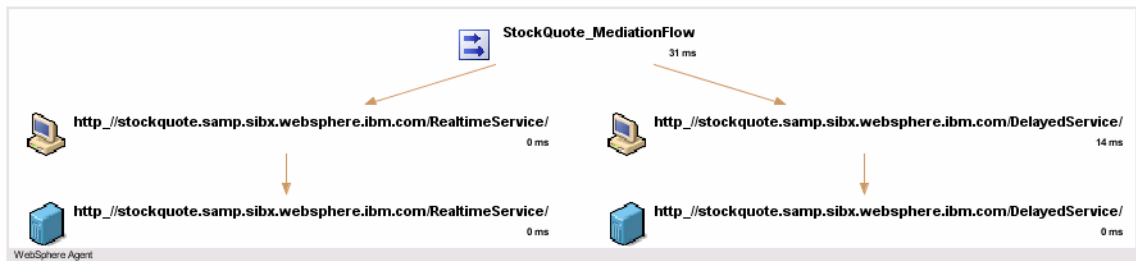 StockQuote_MediationFlow
31 ms
http_//stockquote.samp.sibx.websphere.ibm.com/RealtimeService/
0 ms
http_//stockquote.samp.sibx.websphere.ibm.com/DelayedService/
14 ms
http_//stockquote.samp.sibx.websphere.ibm.com/RealtimeService/
0 ms
http_//stockquote.samp.sibx.websphere.ibm.com/DelayedService/
0 ms
WebSphere Agent